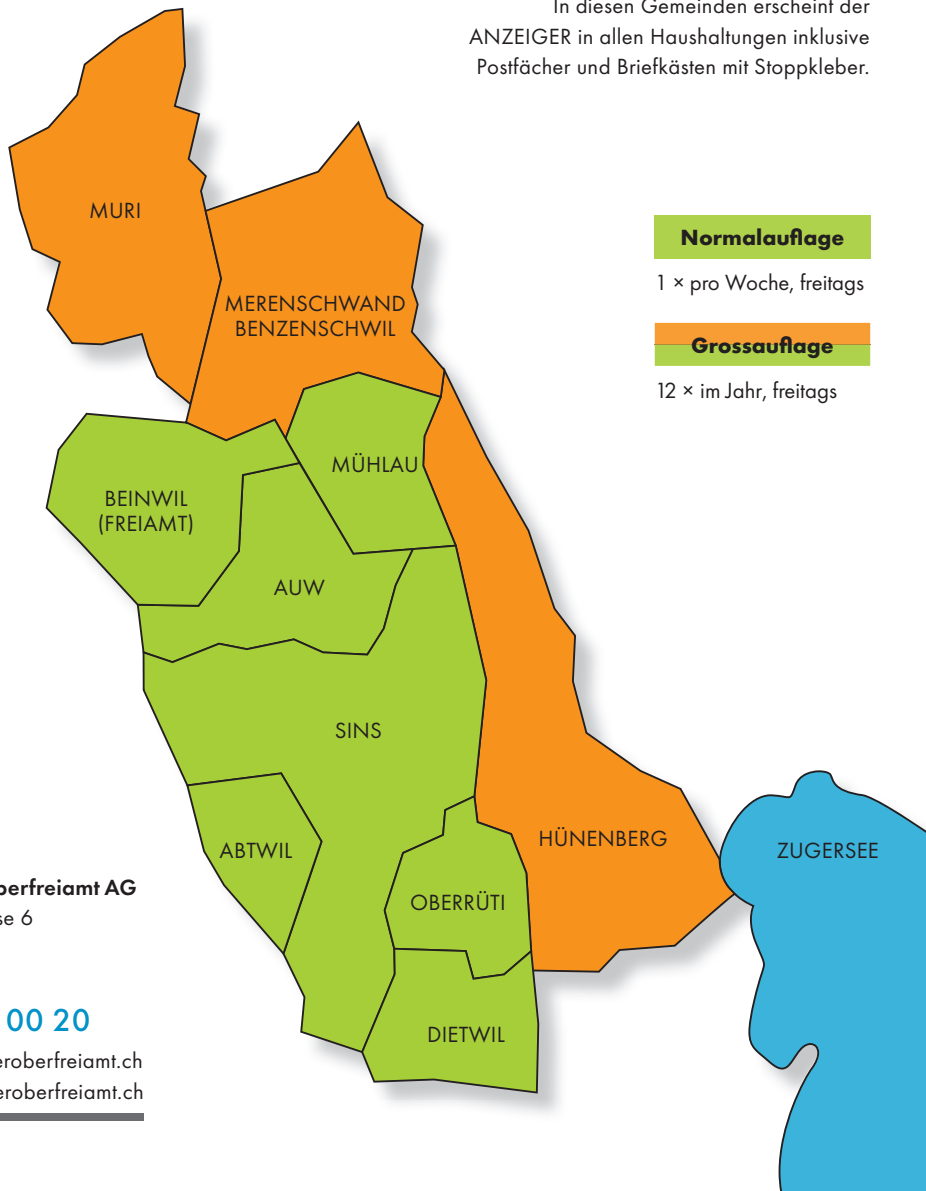 In diesen Gemeinden erscheint der
ANZEIGER in allen Haushaltungen inklusive
Postfächer und Briefkästen mit Stoppkleber.
MURI
Normalauflage
1 × pro Woche, freitags
MERENSCHWAND
BENZENSCHWIL
Grossauflage
12 × im Jahr, freitags
MÜHLAU
BEINWIL
(FREIAMT)
AUW
SINS
HÜNENBERG
ZUGERSEE
ABTWIL
OBERRÜTI
DIETWIL
berfreiamt AG
se 6
00 20
eroberfreiamt.ch
eroberfreiamt.ch